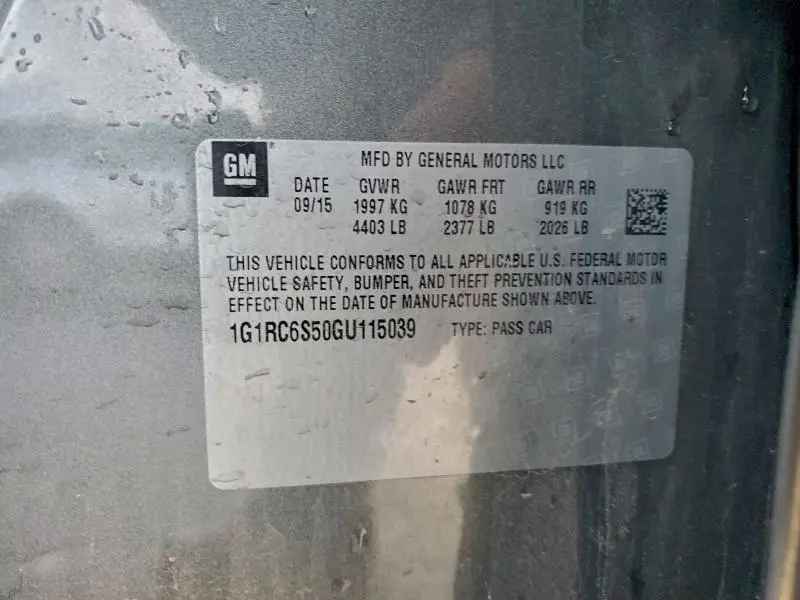 GM
MFD BY GENERAL MOTORS LLC
DATE GVWR GAWR FRT GAWR RR
09/15 1997 KG 1078 KG 919 KG
4403 LB 2377 LB 2026 LB
THIS VEHICLE CONFORMS TO ALL APPLICABLE U.S. FEDERAL MOTOR
VEHICLE SAFETY, BUMPER, AND THEFT PREVENTION STANDARDS IN
EFFECT ON THE DATE OF MANUFACTURE SHOWN ABOVE.
1G1RC6S50GU115039 TYPE: PASS CAR